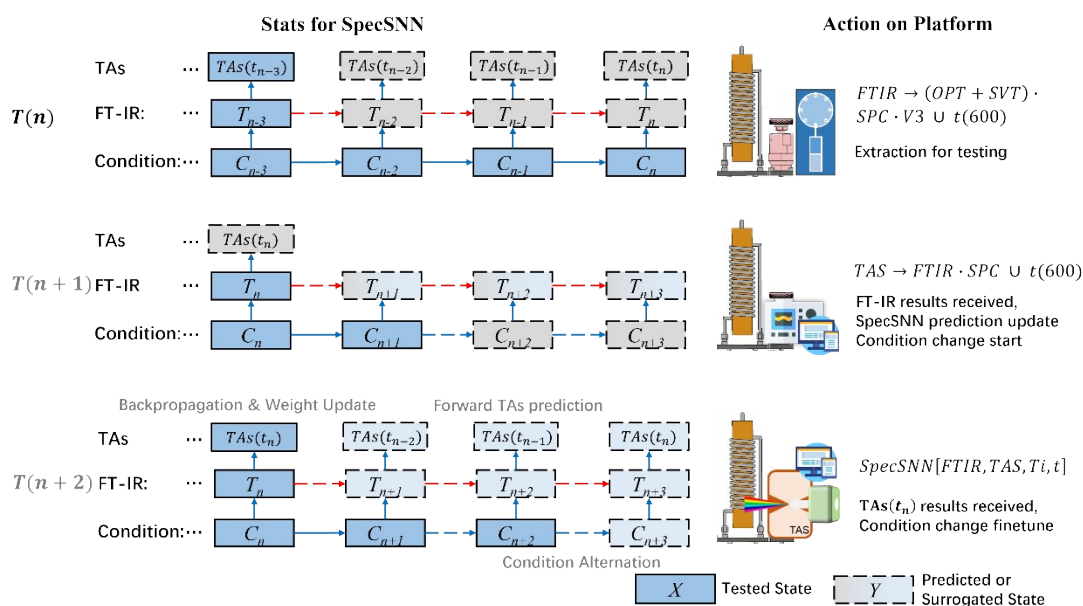 Stats for SpecSNN
Action on Platform
TAs ... TAs(t_{n-3}) TAs(t_{n-2}) TAs(t_{n-1}) TAs(t_n)
T(n) FT-IR: ... T_{n-3} T_{n-2} T_{n-1} T_n
Condition: ... C_{n-3} C_{n-2} C_{n-1} C_n
FTIR → (OPT + SVT) ·
SPC · V3 ∪ t(600)
Extraction for testing
TAs ... TAs(t_n)
T(n + 1) FT-IR ... T_n T_{n+1} T_{n+2} T_{n+3}
Condition: ... C_n C_{n+1} C_{n+2} C_{n+3}
TAS → FTIR · SPC ∪ t(600)
FT-IR results received,
SpecSNN prediction update
Condition change start
Backpropagation & Weight Update
Forward TAs prediction
TAs ... TAs(t_n) TAs(t_{n-2}) TAs(t_{n-1}) TAs(t_n)
T(n + 2) FT-IR: ... T_n T_{n+1} T_{n+2} T_{n+3}
Condition: ... C_n C_{n+1} C_{n+2} C_{n+3}
Condition Alternation
TAS
SpecSNN[FTIR, TAS, Ti, t]
TAs(t_n) results received,
Condition change finetune
X Tested State
Y Predicted or
Surrogated State